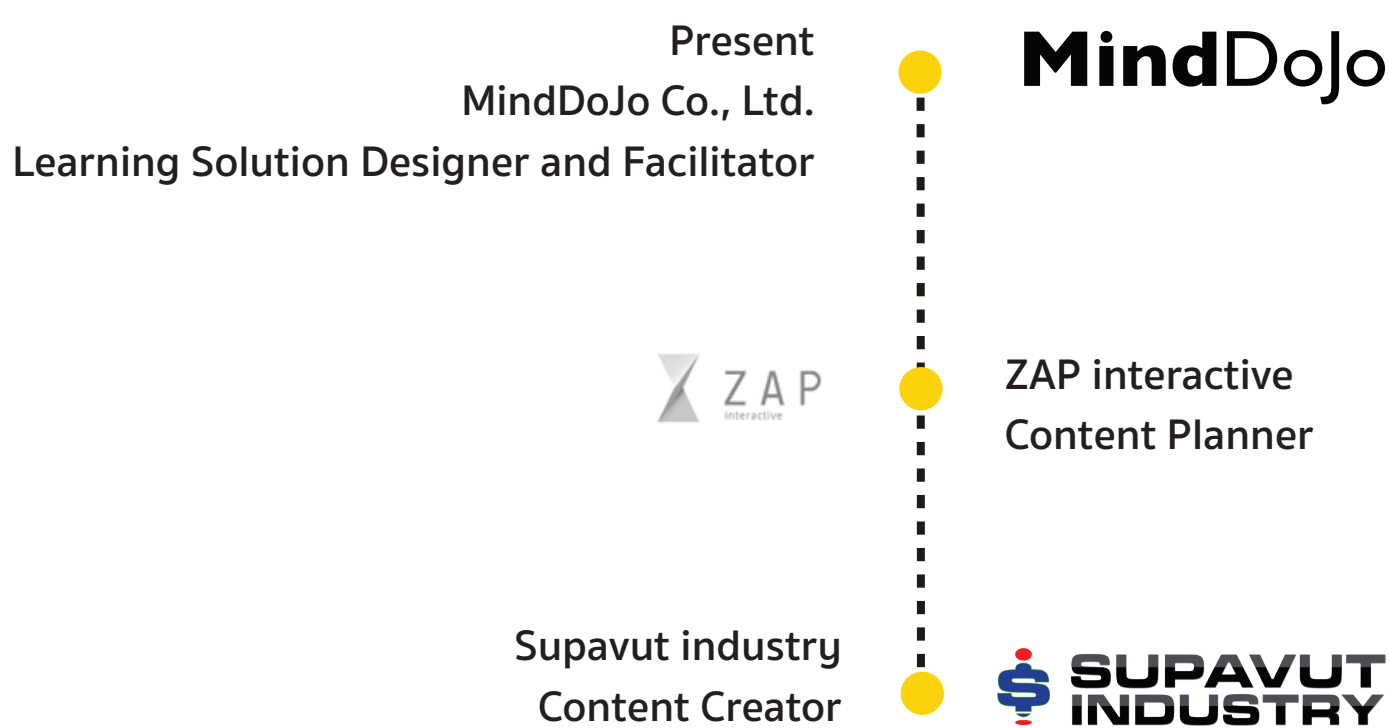 Present
MindDoJo Co., Ltd.
Learning Solution Designer and Facilitator
MindDoJo
ZAP
interactive
ZAP interactive
Content Planner
Supavut industry
Content Creator
SUPAVUT
INDUSTRY